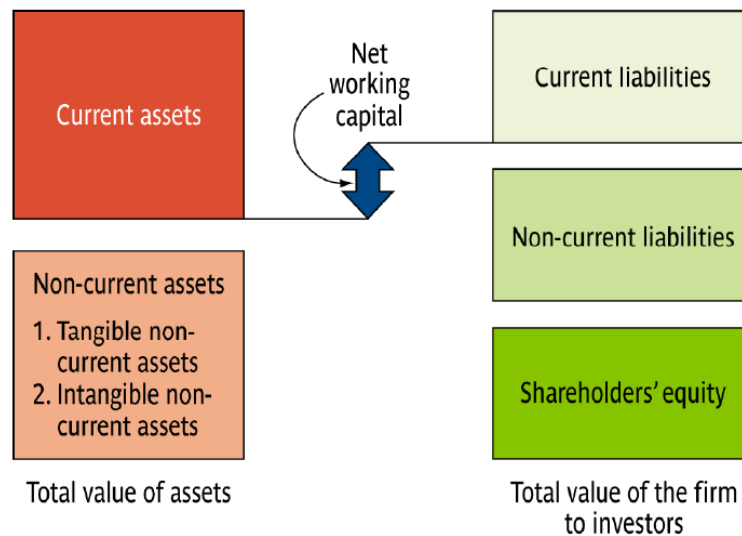 Current assets
Net
working
capital
Current liabilities
Non-current assets
1. Tangible non-
current assets
2. Intangible non-
current assets
Non-current liabilities
Shareholders’ equity
Total value of assets
Total value of the firm
to investors